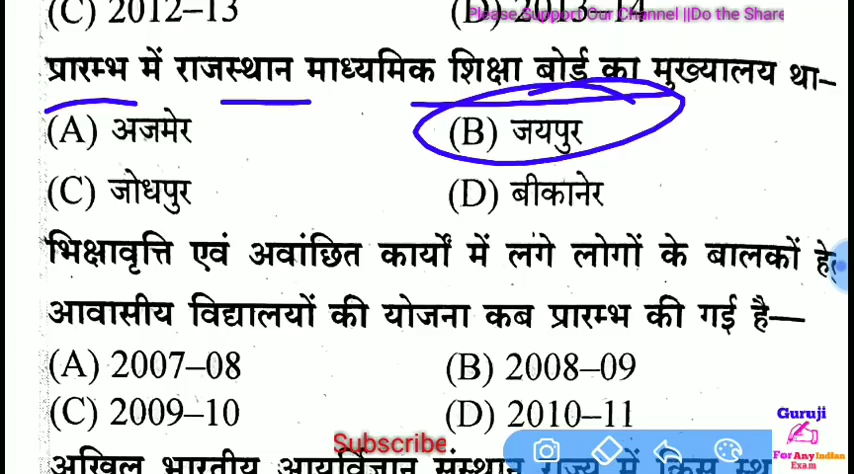 (C) 2012–13 (D) 2013–14
Please Support Our Channel ||Do the Share
प्रारम्भ में राजस्थान माध्यमिक शिक्षा बोर्ड का मुख्यालय था–
(A) अजमेर (B) जयपुर
(C) जोधपुर (D) बीकानेर
भिक्षावृत्ति एवं अवांछित कार्यों में लगे लोगों के बालकों हेतु
आवासीय विद्यालयों की योजना कब प्रारम्भ की गई है—
(A) 2007–08 (B) 2008–09
(C) 2009–10 (D) 2010–11
Guruji
For Any Indian
Exam
Subscribe
अखिल भारतीय आयुर्विज्ञान संस्थान राज्य में किस